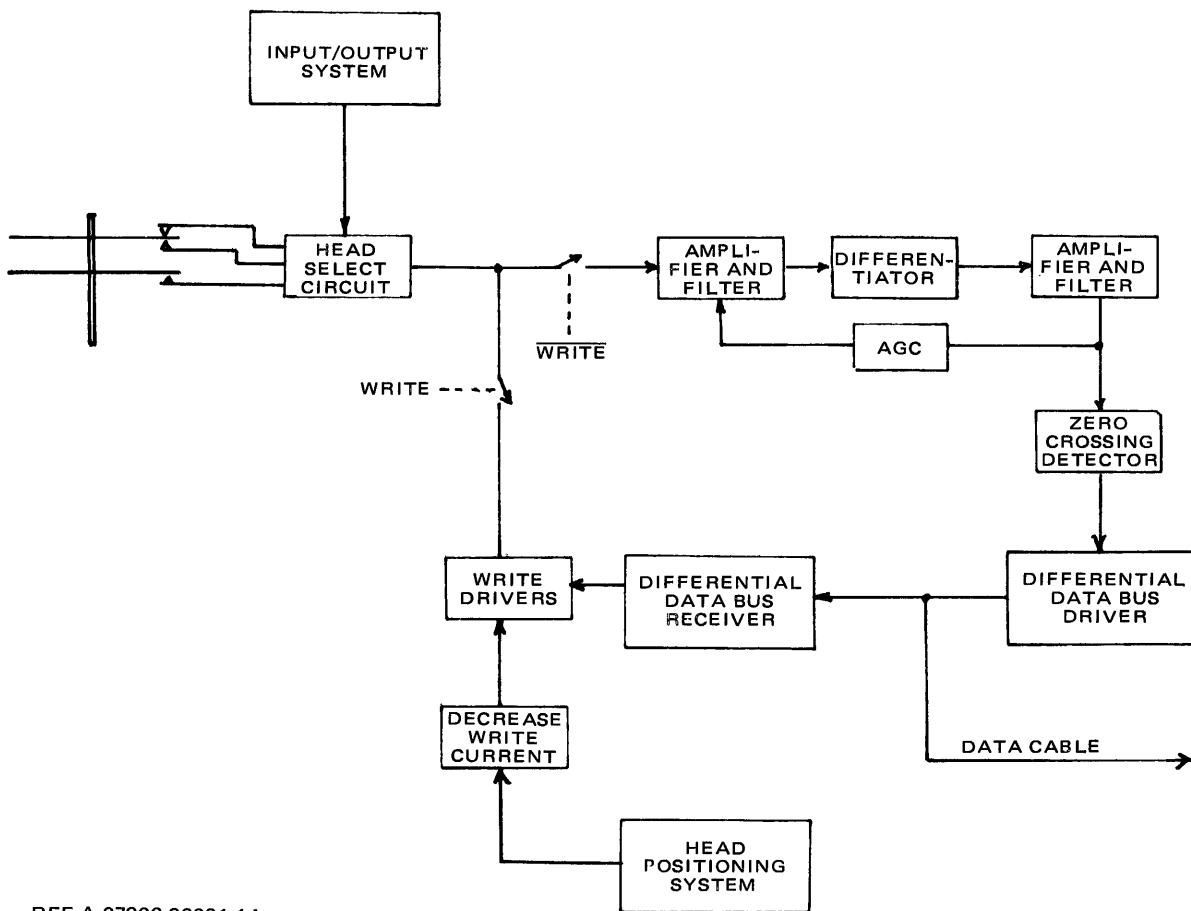 INPUT/OUTPUT
SYSTEM
HEAD
SELECT
CIRCUIT
AMPLI-
FIER AND
FILTER
DIFFEREN-
TIATOR
AMPLI-
FIER AND
FILTER
WRITE
AGC
WRITE
ZERO
CROSSING
DETECTOR
WRITE
DRIVERS
DIFFERENTIAL
DATA BUS
RECEIVER
DIFFERENTIAL
DATA BUS
DRIVER
DECREASE
WRITE
CURRENT
DATA CABLE
HEAD
POSITIONING
SYSTEM